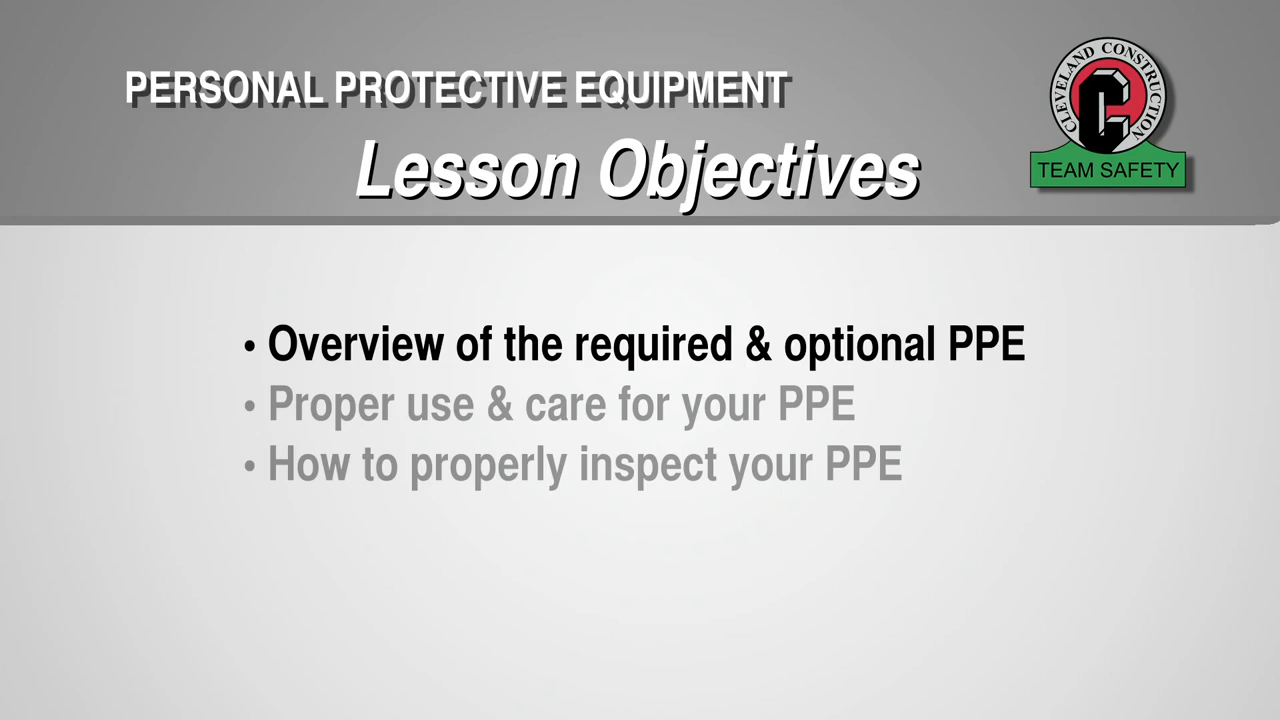 PERSONAL PROTECTIVE EQUIPMENT
Lesson Objectives
CLEVELAND CONSTRUCTION
C
TEAM SAFETY
• Overview of the required & optional PPE
• Proper use & care for your PPE
• How to properly inspect your PPE